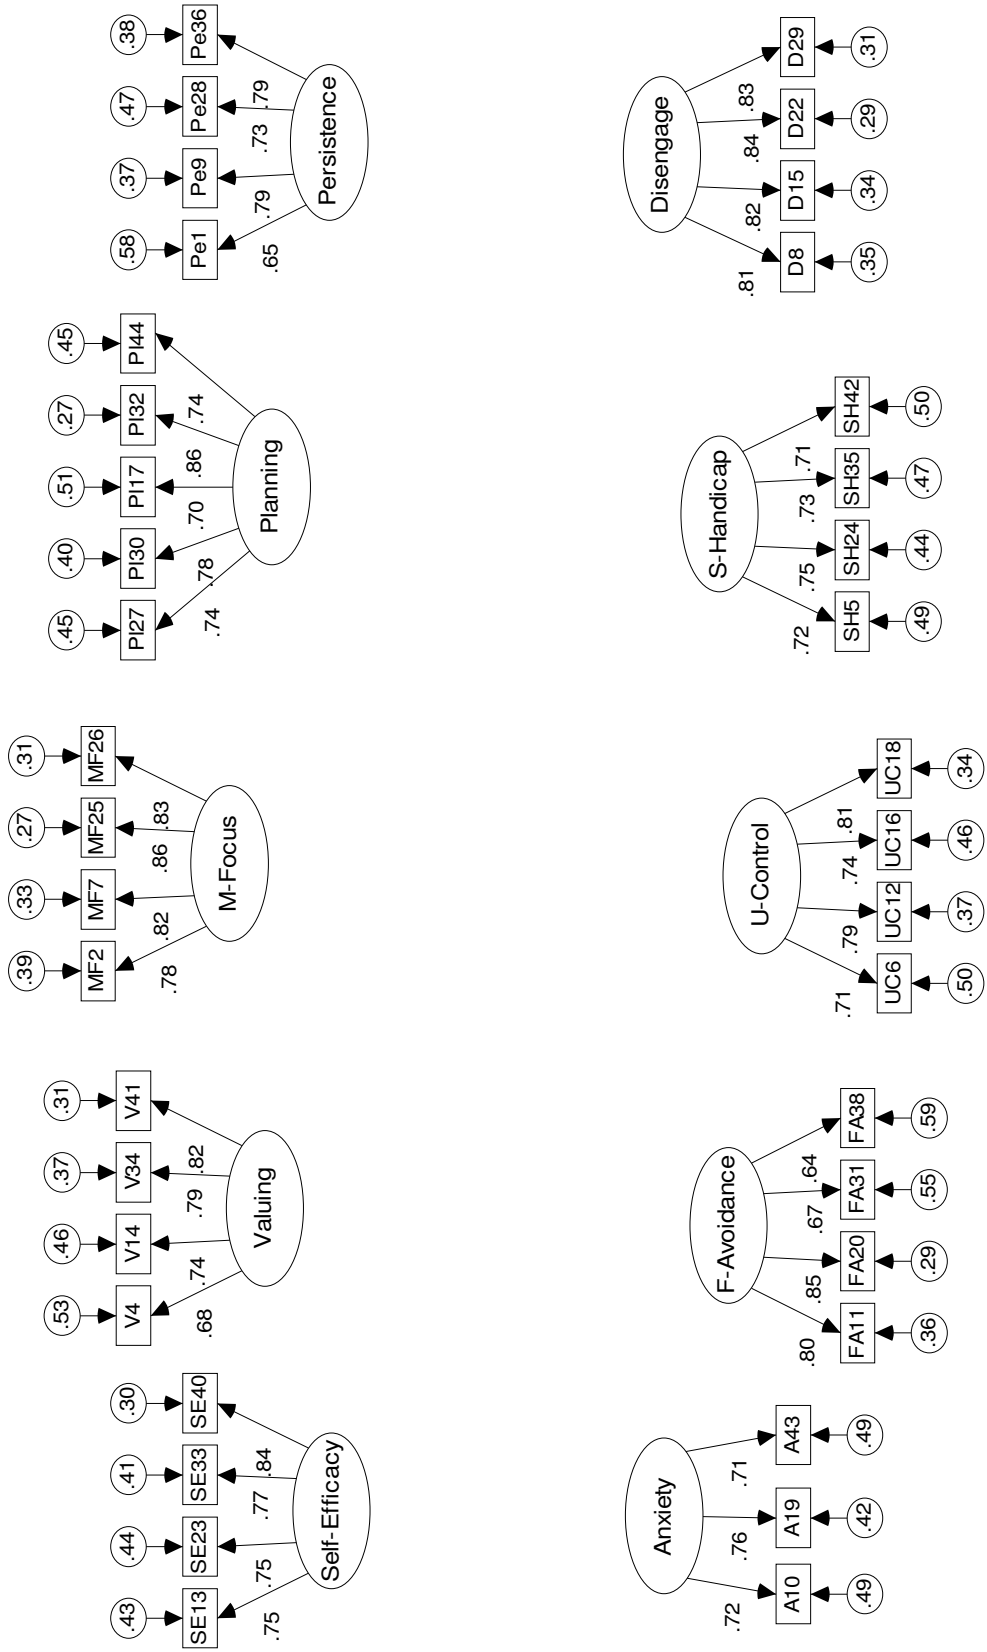 .43 .44 .41 .30
SE13 SE23 SE33 SE40
.75 .75 .77 .84
Self-Efficacy
.53 .46 .37 .31
V4 V14 V34 V41
.68 .74 .79 .82
Valuing
.39 .33 .27 .31
MF2 MF7 MF25 MF26
.78 .82 .86 .83
M-Focus
.45 .40 .51 .27 .45
Pl27 Pl30 Pl17 Pl32 Pl44
.74 .78 .70 .86 .74
Planning
.58 .37 .47 .38
Pe1 Pe9 Pe28 Pe36
.65 .79 .73 .79
Persistence
Anxiety
.72 .76 .71
A10 A19 A43
.49 .42 .49
F-Avoidance
.80 .85 .67 .64
FA11 FA20 FA31 FA38
.36 .29 .55 .59
U-Control
.71 .79 .74 .81
UC6 UC12 UC16 UC18
.50 .37 .46 .34
S-Handicap
.72 .75 .73 .71
SH5 SH24 SH35 SH42
.49 .44 .47 .50
Disengage
.81 .82 .84 .83
D8 D15 D22 D29
.35 .34 .29 .31